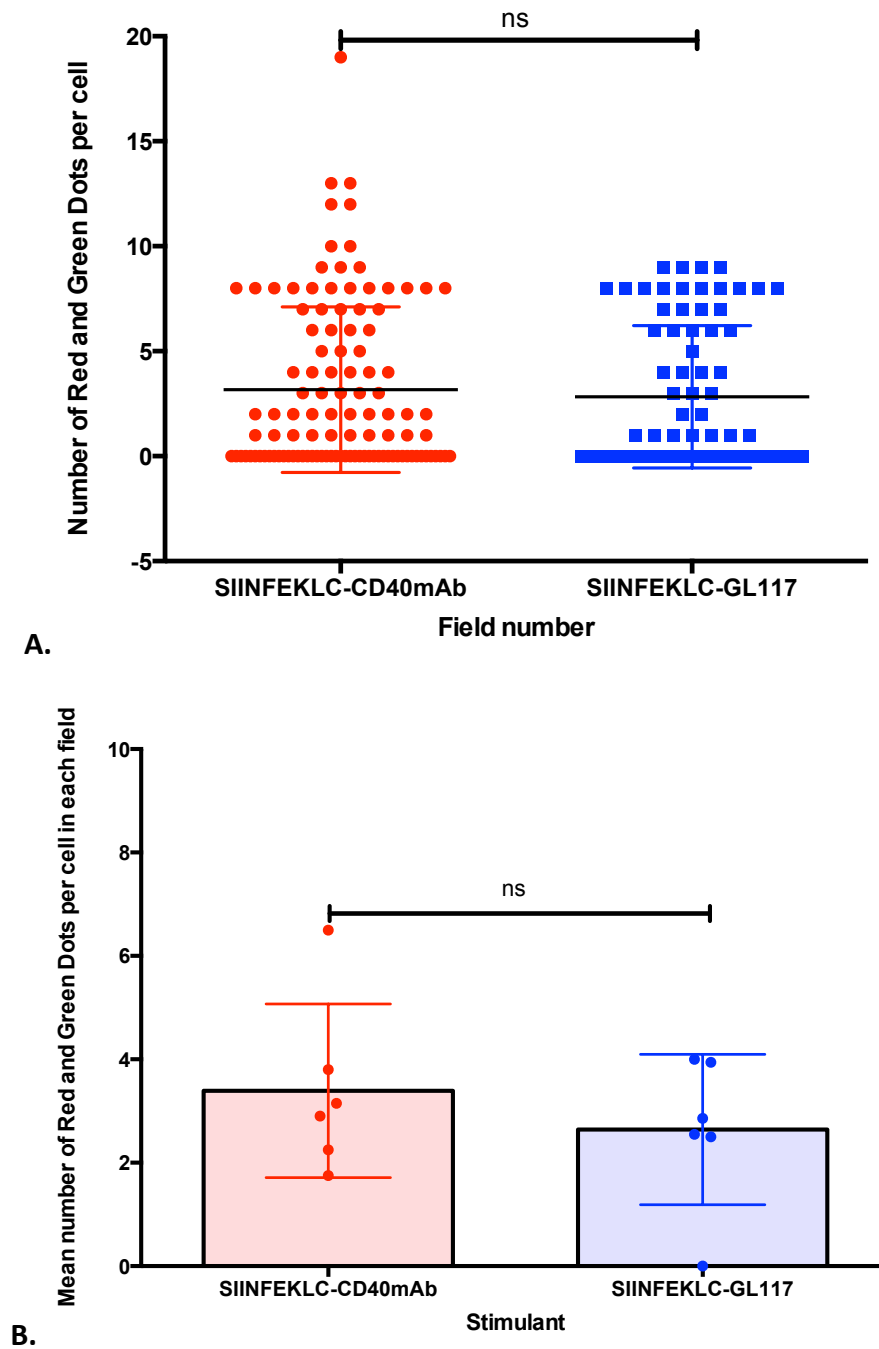 ns
Number of Red and Green Dots per cell
20
15
10
5
0
-5
SIINFEKLC-CD40mAb SIINFEKLC-GL117
Field number
A.
Mean number of Red and Green Dots per cell in each field
10
8
6
4
2
0
ns
SIINFEKLC-CD40mAb SIINFEKLC-GL117
Stimulant
B.